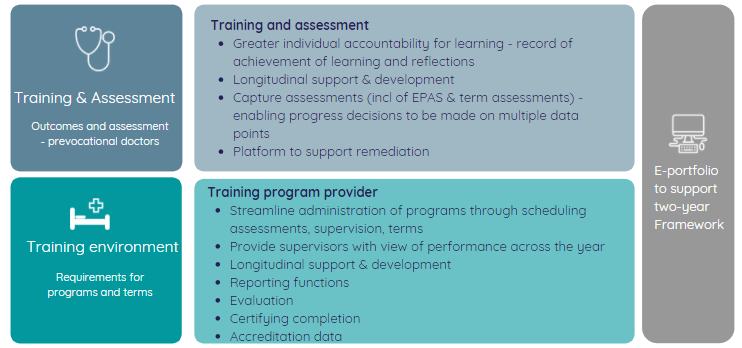 Training & Assessment
Outcomes and assessment
- prevocational doctors
Training and assessment
• Greater individual accountability for learning - record of
achievement of learning and reflections
• Longitudinal support & development
• Capture assessments (incl of EPAS & term assessments) -
enabling progress decisions to be made on multiple data
points
• Platform to support remediation
Training environment
Requirements for
programs and terms
Training program provider
• Streamline administration of programs through scheduling
assessments, supervision, terms
• Provide supervisors with view of performance across the year
• Longitudinal support & development
• Reporting functions
• Evaluation
• Certifying completion
• Accreditation data
E-portfolio
to support
two-year
Framework